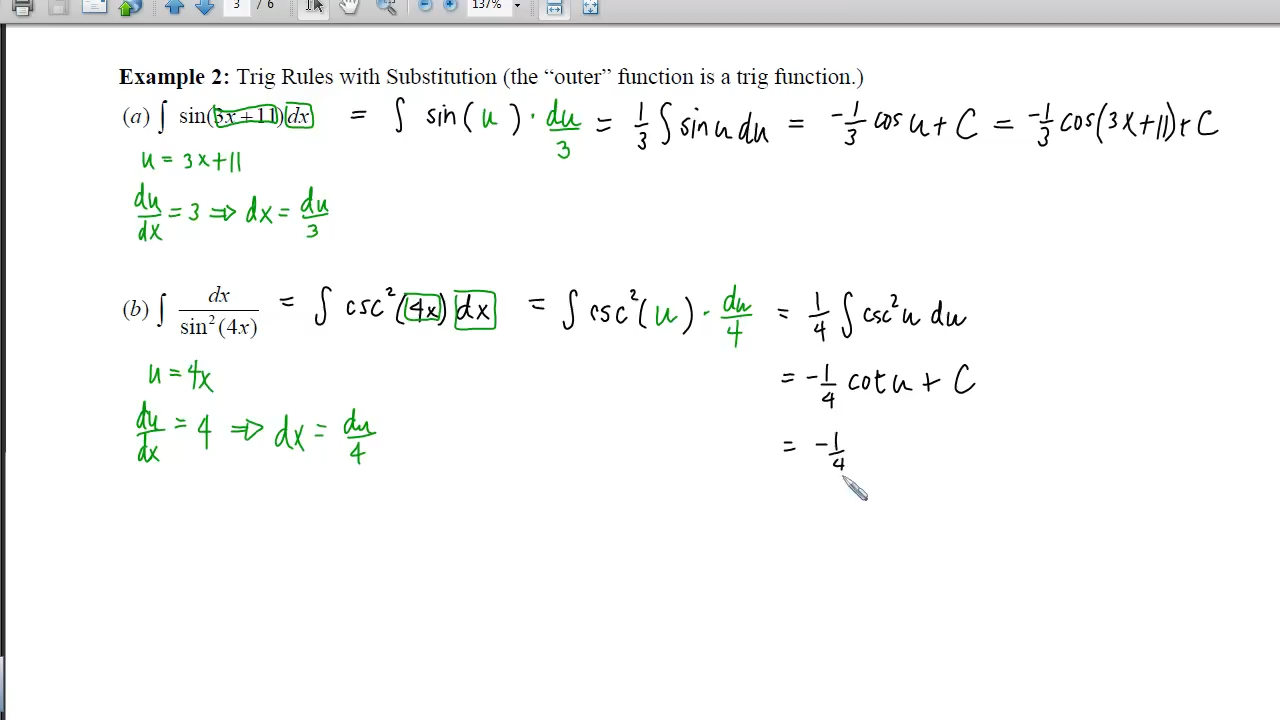 3 / 6 137%
Example 2: Trig Rules with Substitution (the “outer” function is a trig function.)
(a) ∫ sin(3x+11)dx = ∫ sin(u) · du/3 = 1/3 ∫ sin u du = -1/3 cos u + C = -1/3 cos(3x+11) + C
u = 3x+11
du/dx = 3 ⇒ dx = du/3
(b) ∫ dx/sin²(4x) = ∫ csc²(4x) dx = ∫ csc²(u) · du/4 = 1/4 ∫ csc² u du
u = 4x
= -1/4 cot u + C
du/dx = 4 ⇒ dx = du/4
= -1/4